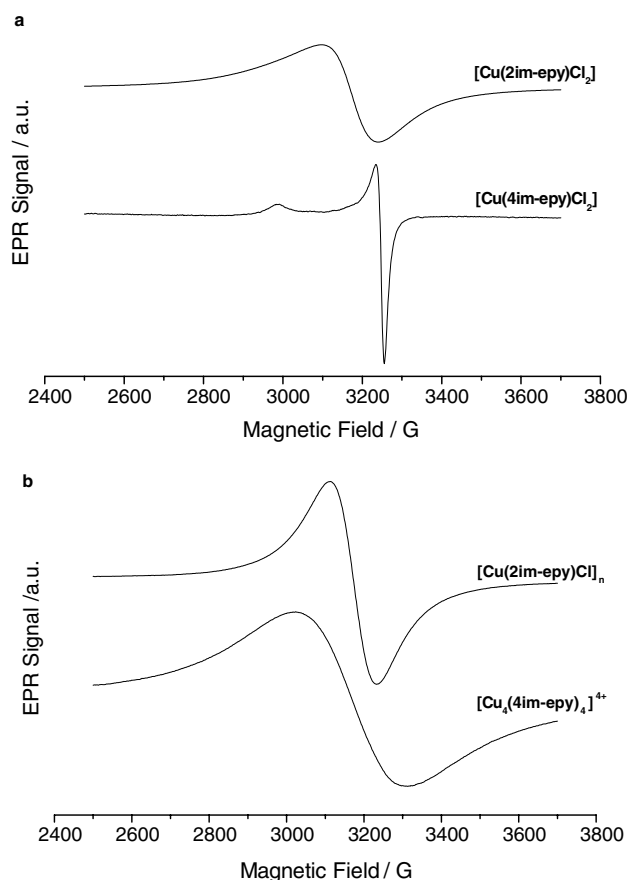 a
[Cu(2im-epy)Cl₂]
[Cu(4im-epy)Cl₂]
EPR Signal / a.u.
2400 2600 2800 3000 3200 3400 3600 3800
Magnetic Field / G
b
[Cu(2im-epy)Cl]ₙ
[Cu₄(4im-epy)₄]⁴⁺
EPR Signal /a.u.
2400 2600 2800 3000 3200 3400 3600 3800
Magnetic Field / G